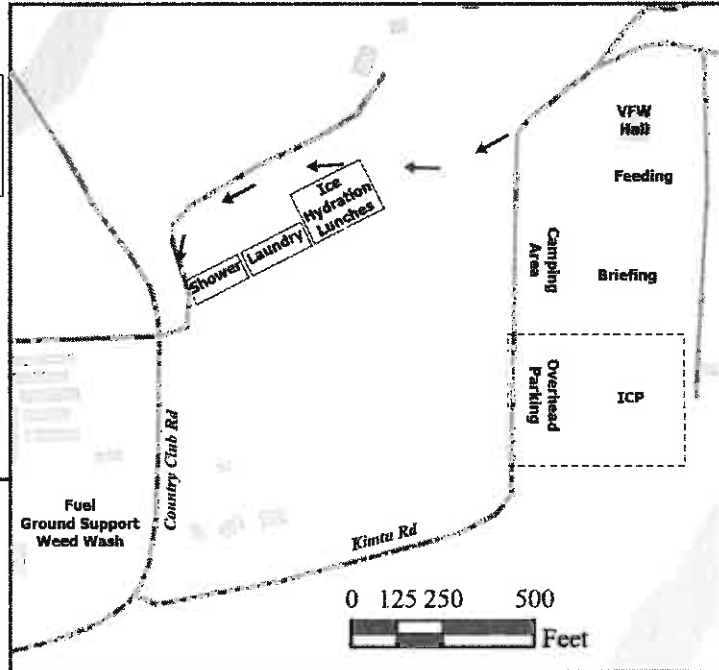 VFW
Hall
Feeding
Ice
Hydration
Lunches
Laundry
Shower
Camping
Area
Briefing
Overhead
Parking
ICP
Country Club Rd
Fuel
Ground Support
Weed Wash
Kimtu Rd
0 125 250 500
Feet